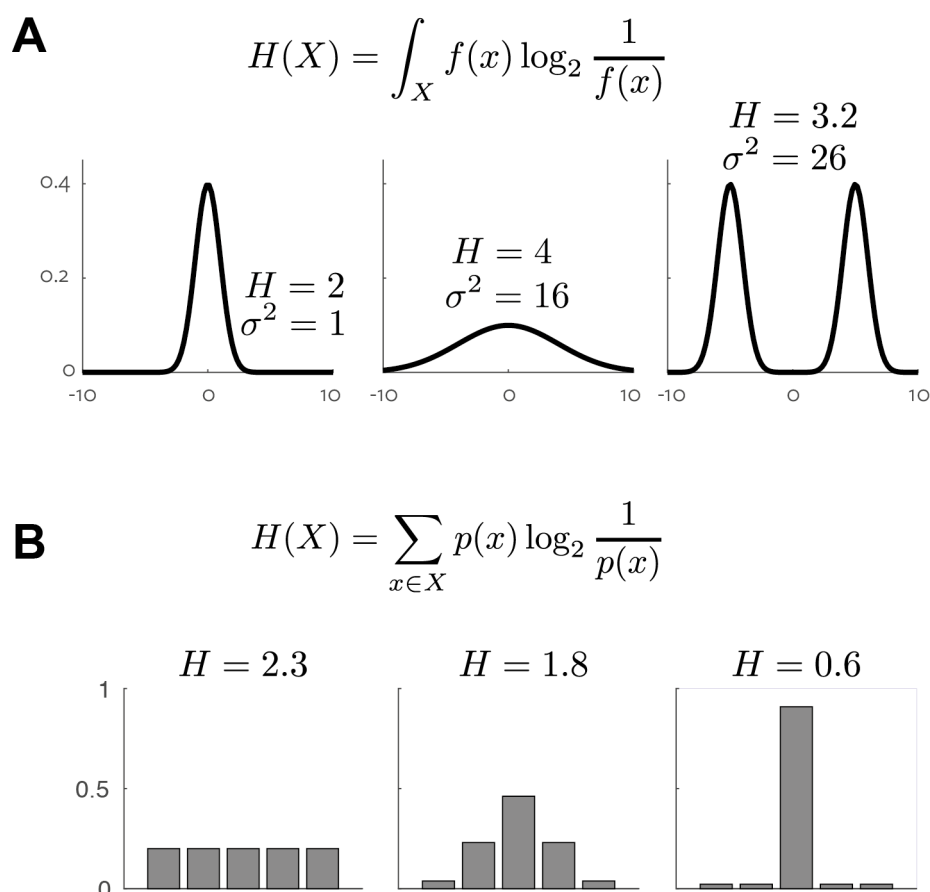 A
H(X) = ∫_X f(x) log₂ 1/f(x)
H = 3.2
σ² = 26
0.4
0.2
0
H = 2
σ² = 1
H = 4
σ² = 16
-10 0 10
-10 0 10
-10 0 10
B
H(X) = ∑_{x∈X} p(x) log₂ 1/p(x)
H = 2.3
H = 1.8
H = 0.6
1
0.5
0